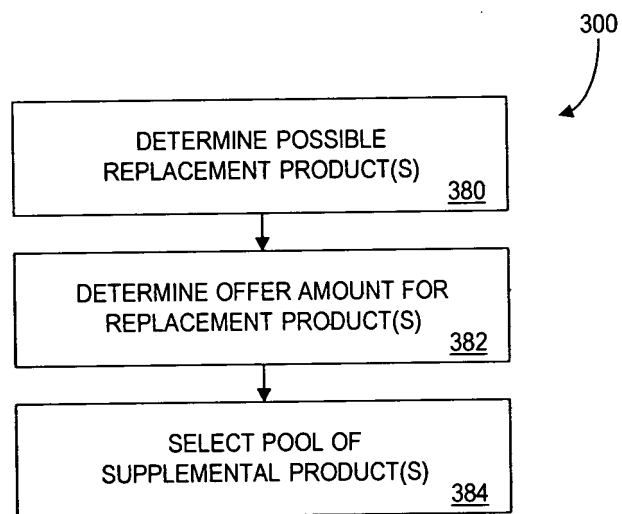 300
DETERMINE POSSIBLE
REPLACEMENT PRODUCT(S)
380
DETERMINE OFFER AMOUNT FOR
REPLACEMENT PRODUCT(S)
382
SELECT POOL OF
SUPPLEMENTAL PRODUCT(S)
384